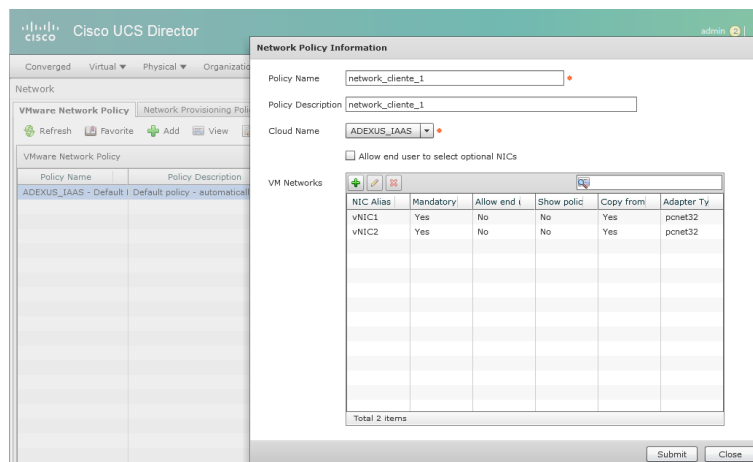 CISCO
Cisco UCS Director
admin 2
Converged Virtual Physical Organizatio
Network
VMware Network Policy Network Provisioning Poli
Refresh Favorite Add View
VMware Network Policy
Policy Name Policy Description
ADEXUS_IAAS - Default Default policy - automaticall
Network Policy Information
Policy Name network_cliente_1
Policy Description network_cliente_1
Cloud Name ADEXUS_IAAS
Allow end user to select optional NICs
VM Networks
NIC Alias Mandatory Allow end Show polic Copy from Adapter Ty
vNIC1 Yes No No Yes pcnet32
vNIC2 Yes No No Yes pcnet32
Total 2 items
Submit Close